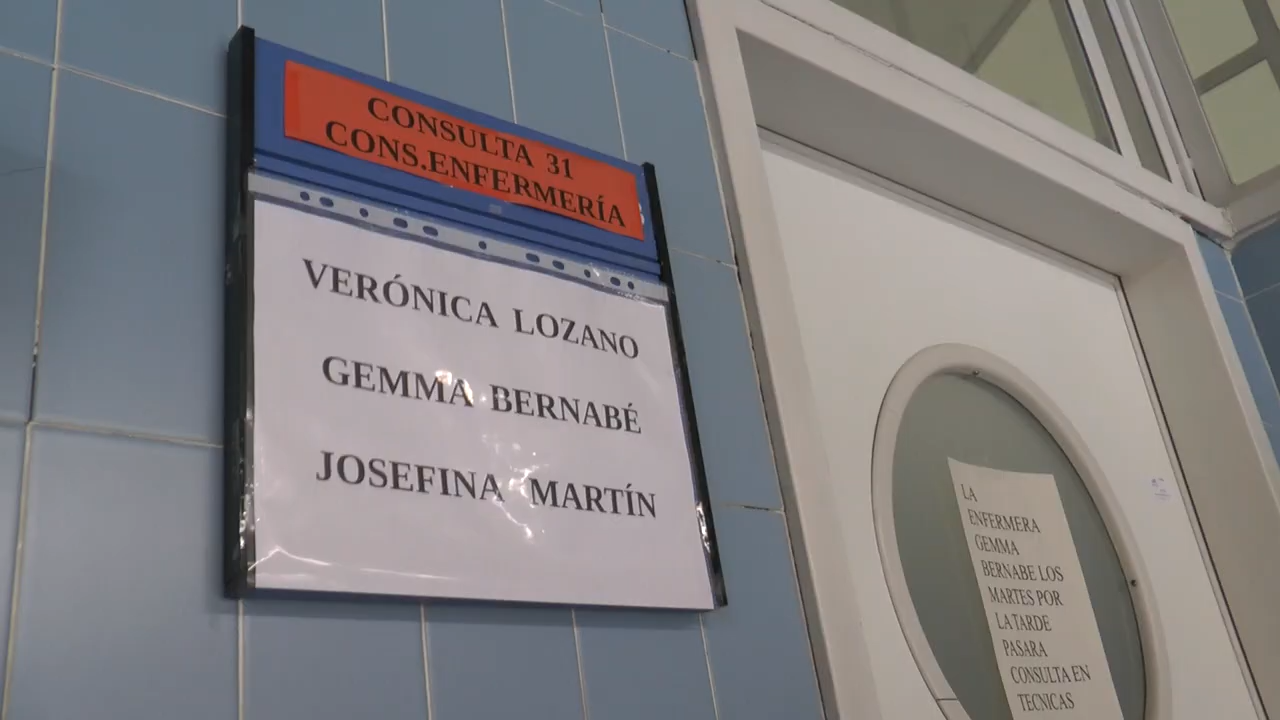 CONSULTA 31
CONS.ENFERMERÍA
VERÓNICA LOZANO
GEMMA BERNABÉ
JOSEFINA MARTÍN
LA
ENFERMERA
GEMMA
BERNABE LOS
MARTES POR
LA TARDE
PASARA
CONSULTA EN
TECNICAS